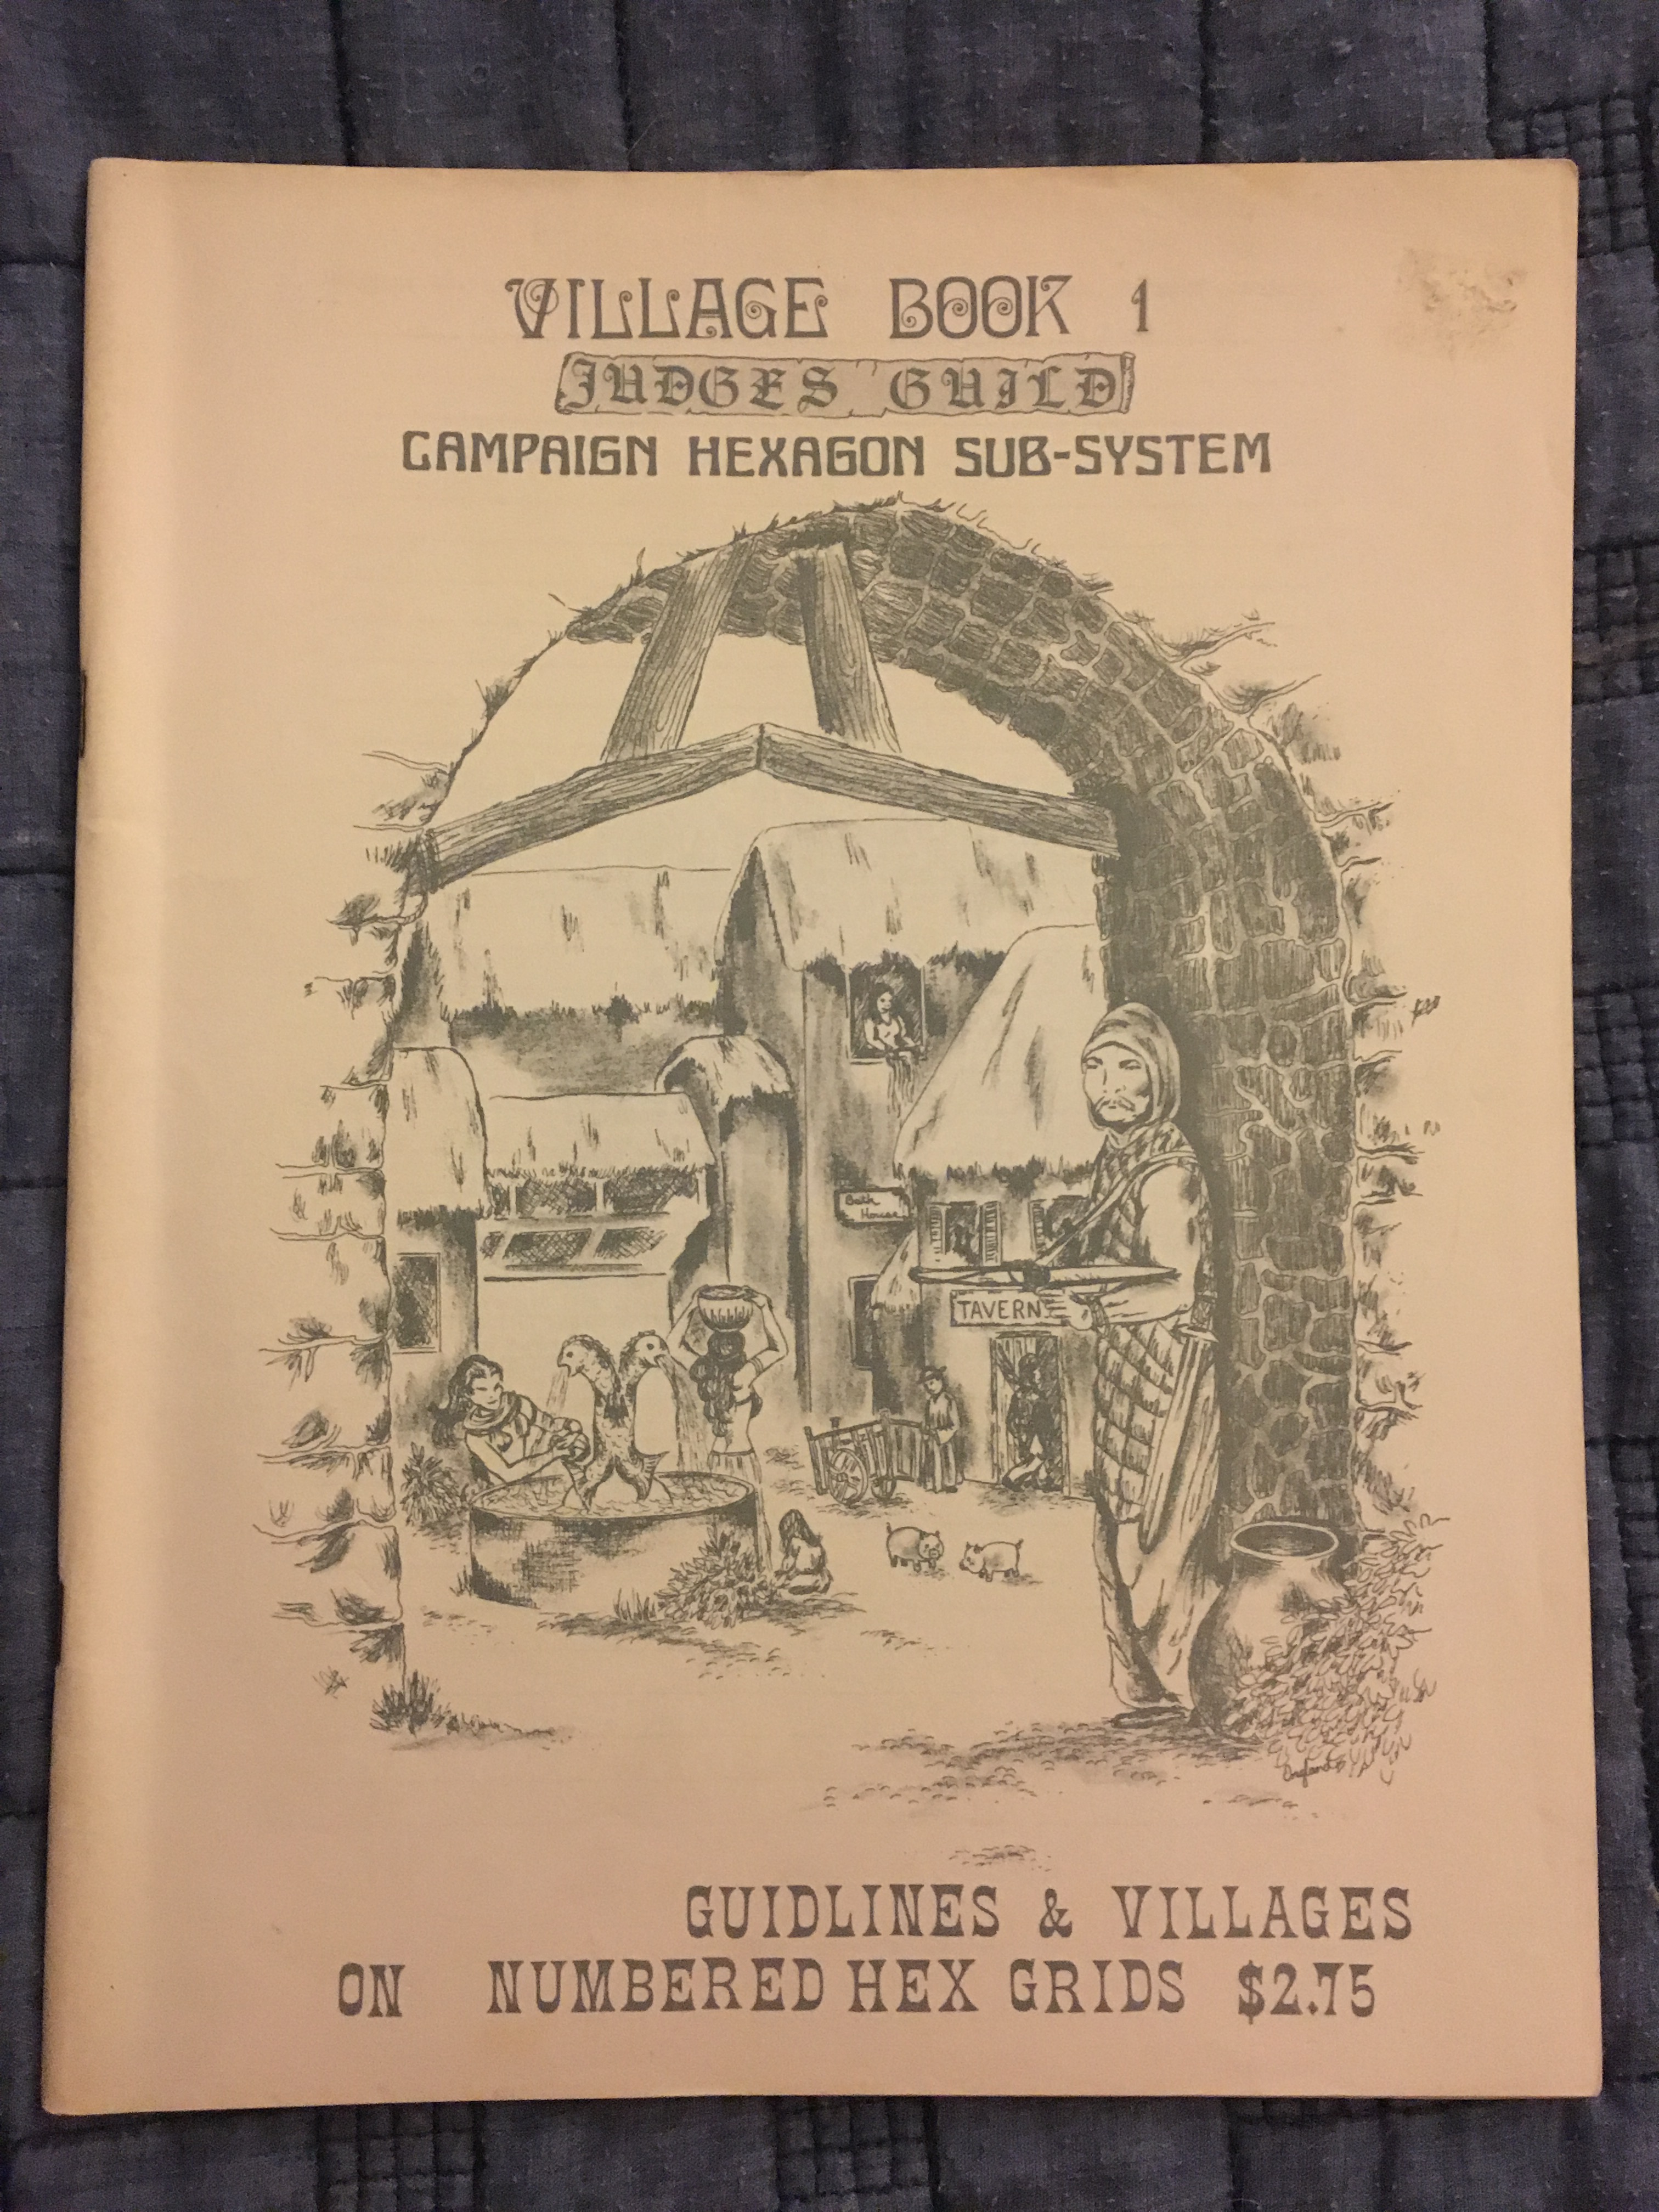 VILLAGE BOOK 1
JUDGES GUILD
CAMPAIGN HEXAGON SUB-SYSTEM
Bath
House
TAVERN
GUIDLINES & VILLAGES
ON NUMBERED HEX GRIDS $2.75